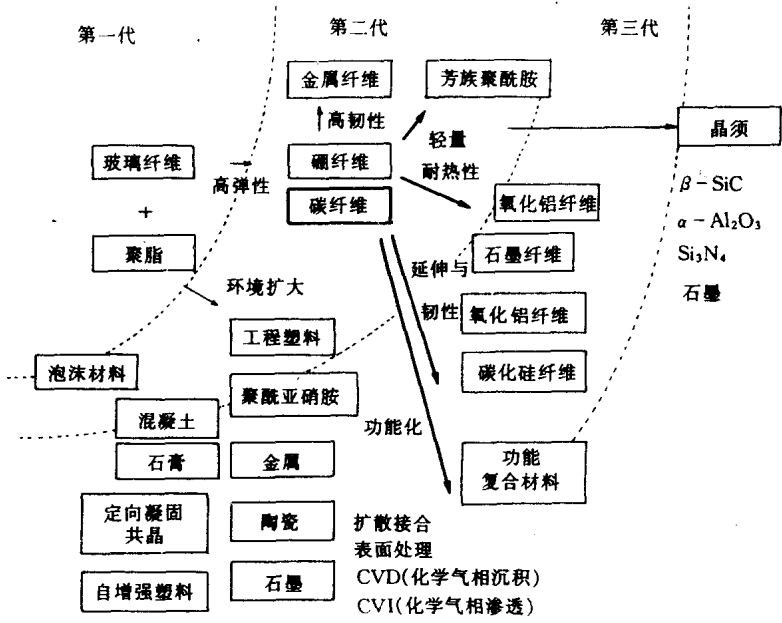 第一代
第二代
第三代
金属纤维
芳族聚酰胺
高韧性
轻量
晶须
玻璃纤维
硼纤维
耐热性
高弹性
β－SiC
+
碳纤维
氧化铝纤维
α－Al₂O₃
聚脂
石墨纤维
Si₃N₄
延伸与
环境扩大
石墨
韧性
氧化铝纤维
工程塑料
泡沫材料
碳化硅纤维
聚酰亚硝胺
混凝土
功能化
石膏
金属
功能
复合材料
定向凝固
共晶
陶瓷
扩散接合
表面处理
自增强塑料
石墨
CVD(化学气相沉积)
CVI(化学气相渗透)